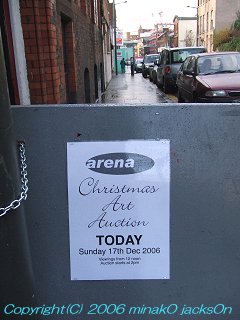 arena
Christmas
Art
Auction
TODAY
Sunday 17th Dec 2006
Viewings from 12 noon
Auction starts at 2pm
Copyright(C) 2006 minakO jacksOn